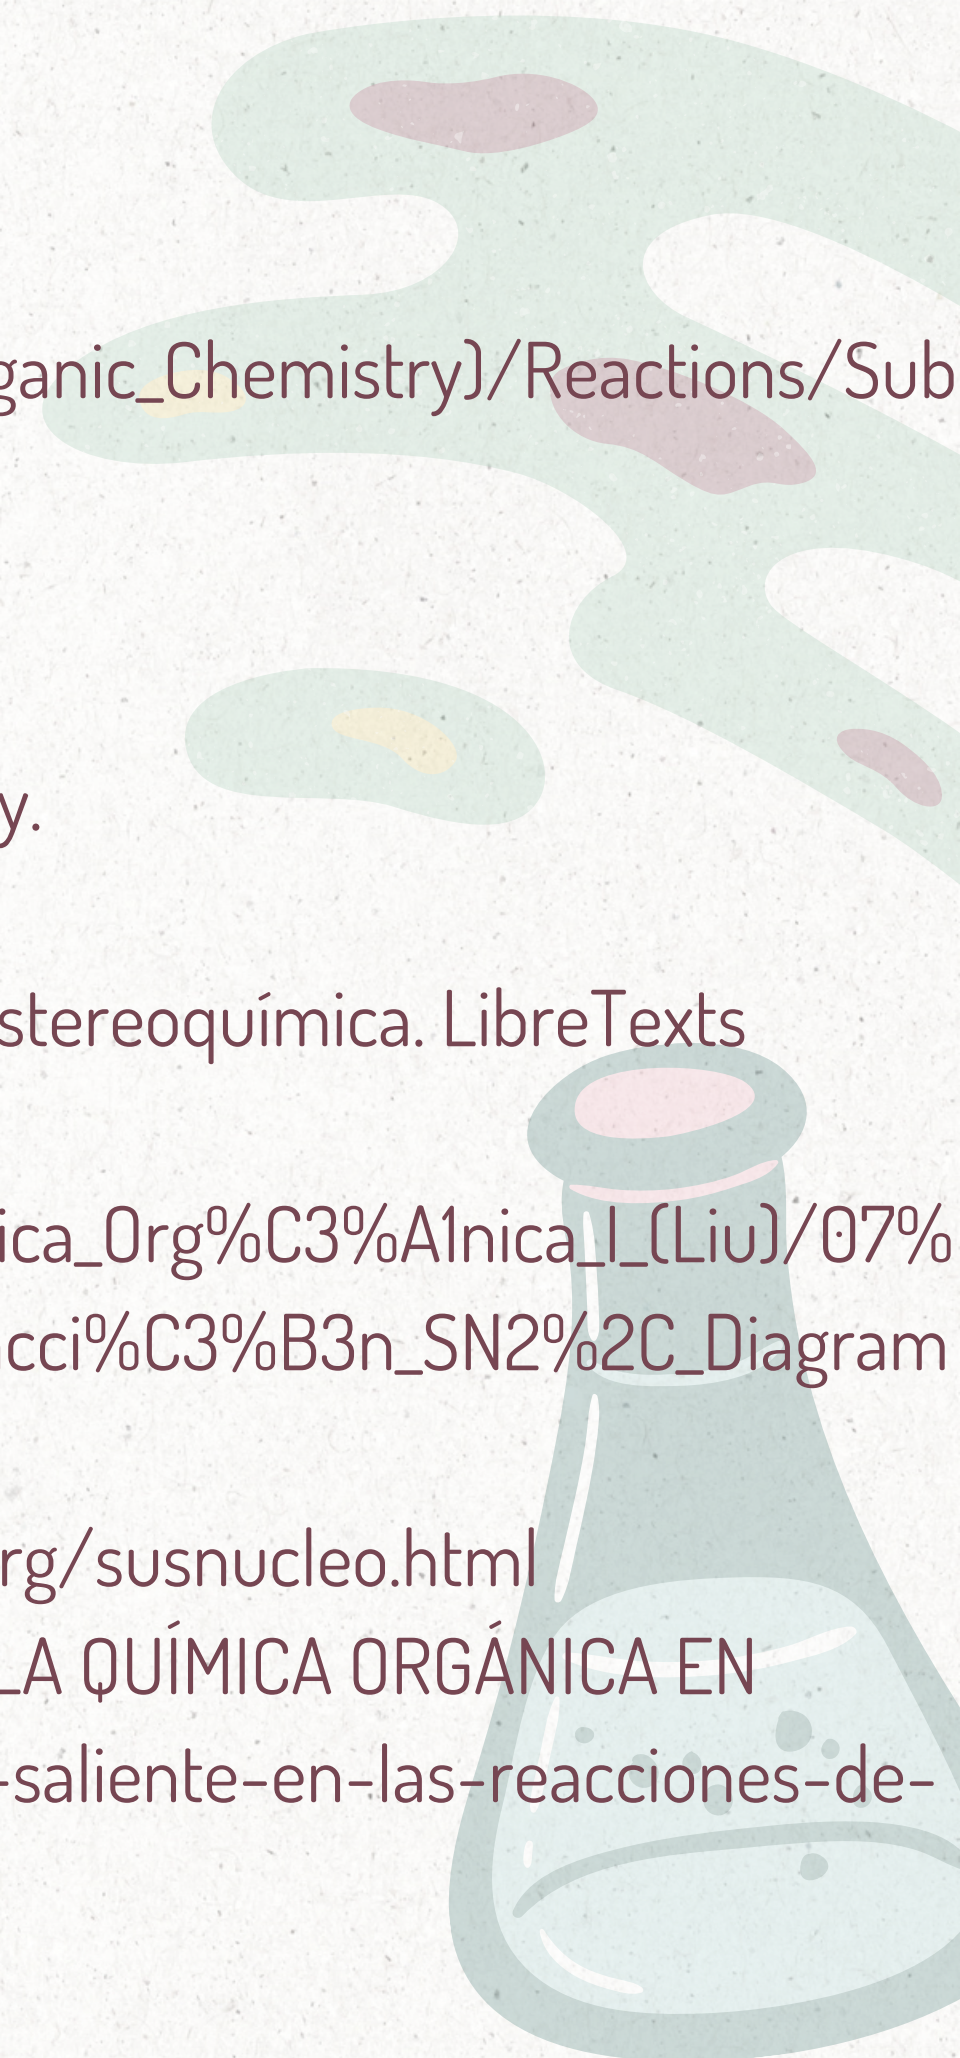 ganic_Chemistry)/Reactions/Sub
y.
stereoquímica. LibreTexts
ica_Org%C3%A1nica_I_(Liu)/07%
cci%C3%B3n_SN2%2C_Diagram
rg/susnucleo.html
LA QUÍMICA ORGÁNICA EN
-saliente-en-las-reacciones-de-